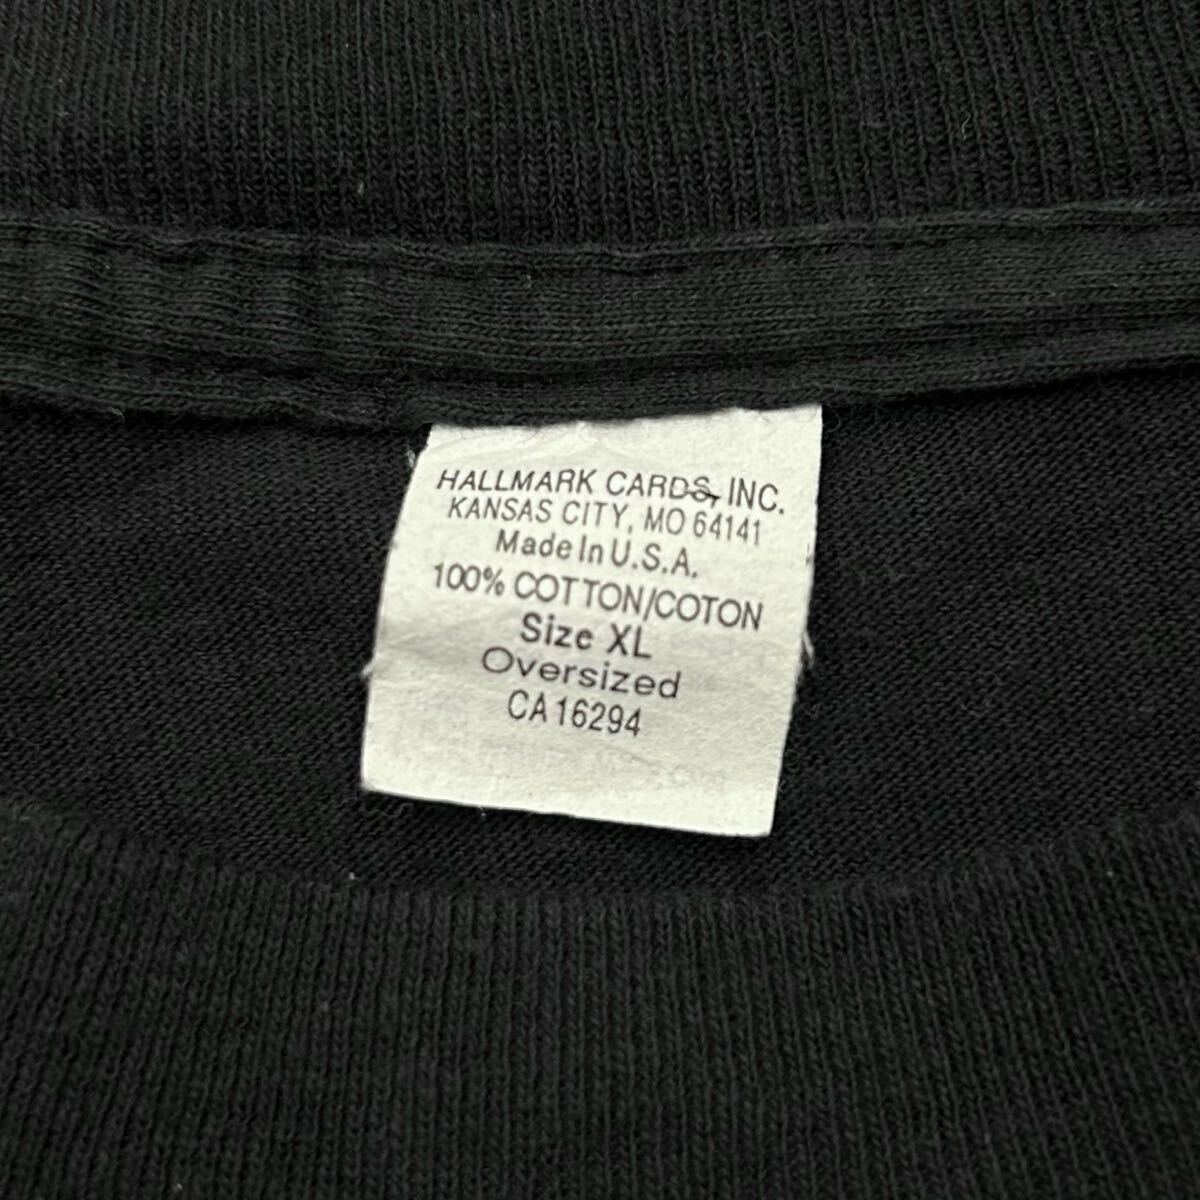 HALLMARK CARDS, INC.
KANSAS CITY, MO 64141
Made In U.S.A.
100% COTTON/COTON
Size XL
Oversized
CA 16294